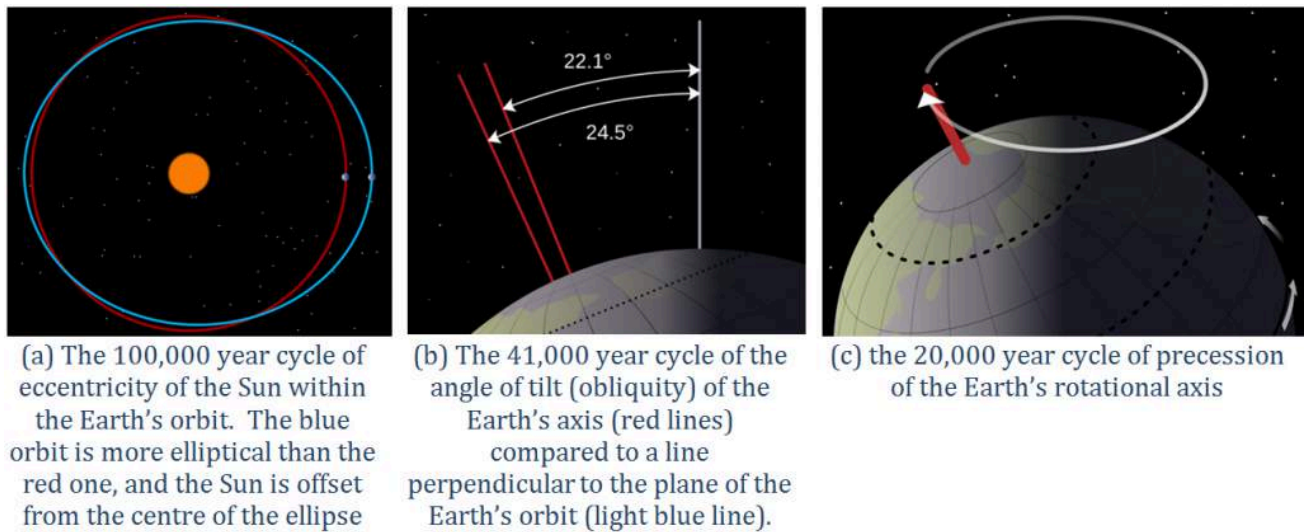 22.1°
24.5°
(a) The 100,000 year cycle of
eccentricity of the Sun within
the Earth's orbit. The blue
orbit is more elliptical than the
red one, and the Sun is offset
from the centre of the ellipse
(b) The 41,000 year cycle of the
angle of tilt (obliquity) of the
Earth's axis (red lines)
compared to a line
perpendicular to the plane of the
Earth's orbit (light blue line).
(c) the 20,000 year cycle of precession
of the Earth's rotational axis